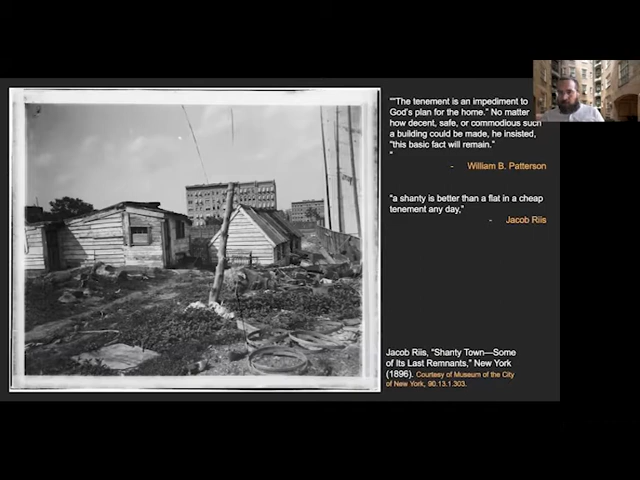 ""The tenement is an impediment to
God's plan for the home." No matter
how decent, safe, or commodious such
a building could be made, he insisted,
"this basic fact will remain."
"
- William B. Patterson
"a shanty is better than a flat in a cheap
tenement any day,"
- Jacob Riis
Jacob Riis, "Shanty Town—Some
of Its Last Remnants," New York
(1896). Courtesy of Museum of the City
of New York, 90.13.1.303.